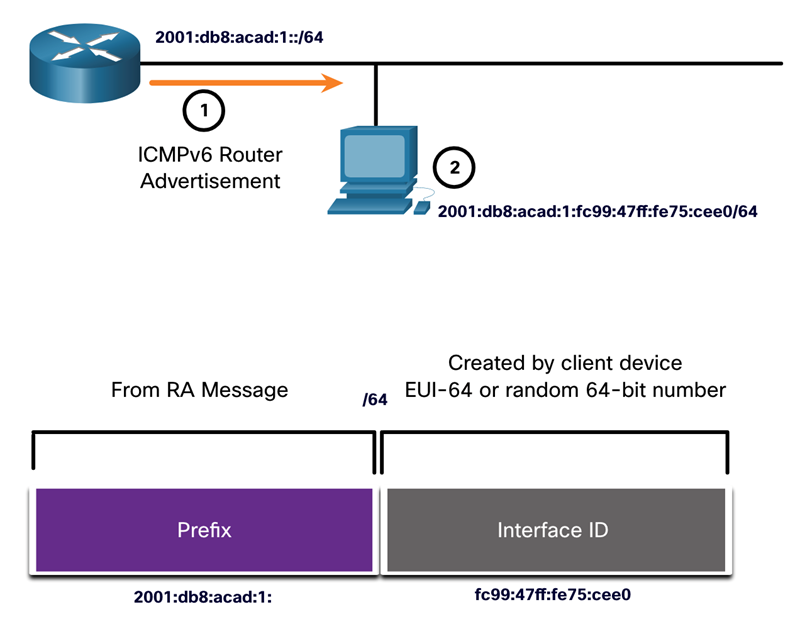 2001:db8:acad:1::/64
1
ICMPv6 Router
Advertisement
2
2001:db8:acad:1:fc99:47ff:fe75:cee0/64
From RA Message
/64
Created by client device
EUI-64 or random 64-bit number
Prefix
Interface ID
2001:db8:acad:1:
fc99:47ff:fe75:cee0